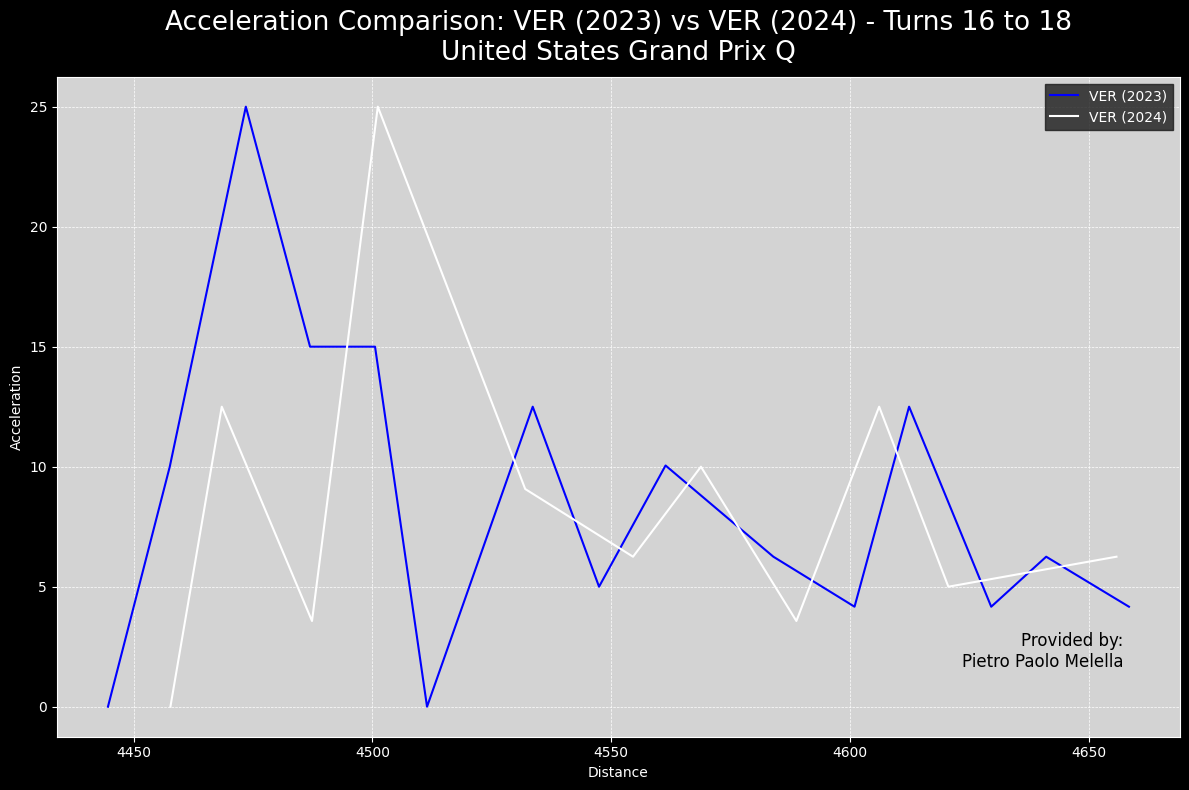 Acceleration Comparison: VER (2023) vs VER (2024) - Turns 16 to 18
United States Grand Prix Q
VER (2023)
VER (2024)
25
20
15
10
5
0
Acceleration
Provided by:
Pietro Paolo Melella
4450
4500
4550
4600
4650
Distance